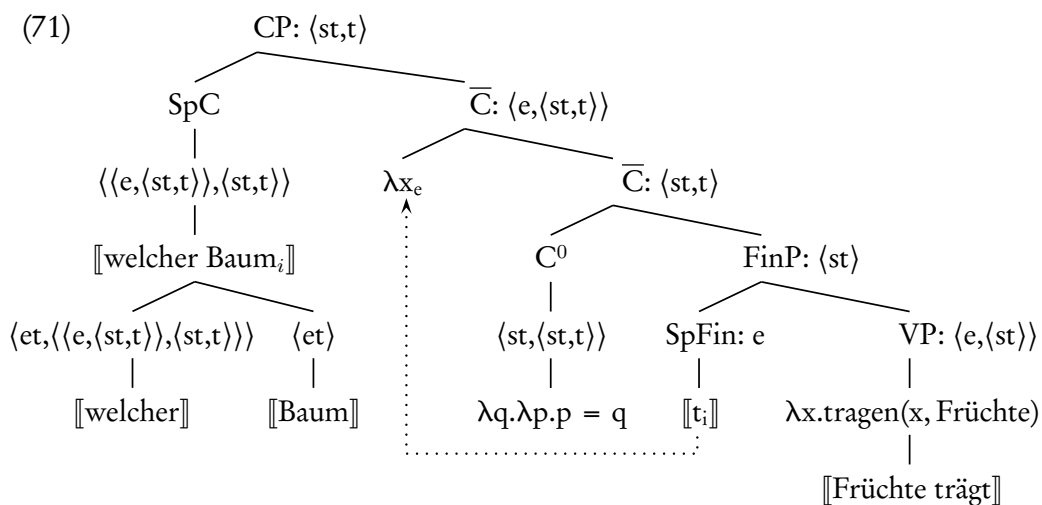 (71) CP: ⟨st,t⟩
SpC C̅: ⟨e,⟨st,t⟩⟩
⟨⟨e,⟨st,t⟩⟩,⟨st,t⟩⟩ λxₑ C̅: ⟨st,t⟩
⟦welcher Baumᵢ⟧ C⁰ FinP: ⟨st⟩
⟨et,⟨⟨e,⟨st,t⟩⟩,⟨st,t⟩⟩⟩ ⟨et⟩ ⟨st,⟨st,t⟩⟩ SpFin: e VP: ⟨e,⟨st⟩⟩
⟦welcher⟧ ⟦Baum⟧ λq.λp.p = q ⟦tᵢ⟧ λx.tragen(x, Früchte)
⟦Früchte trägt⟧